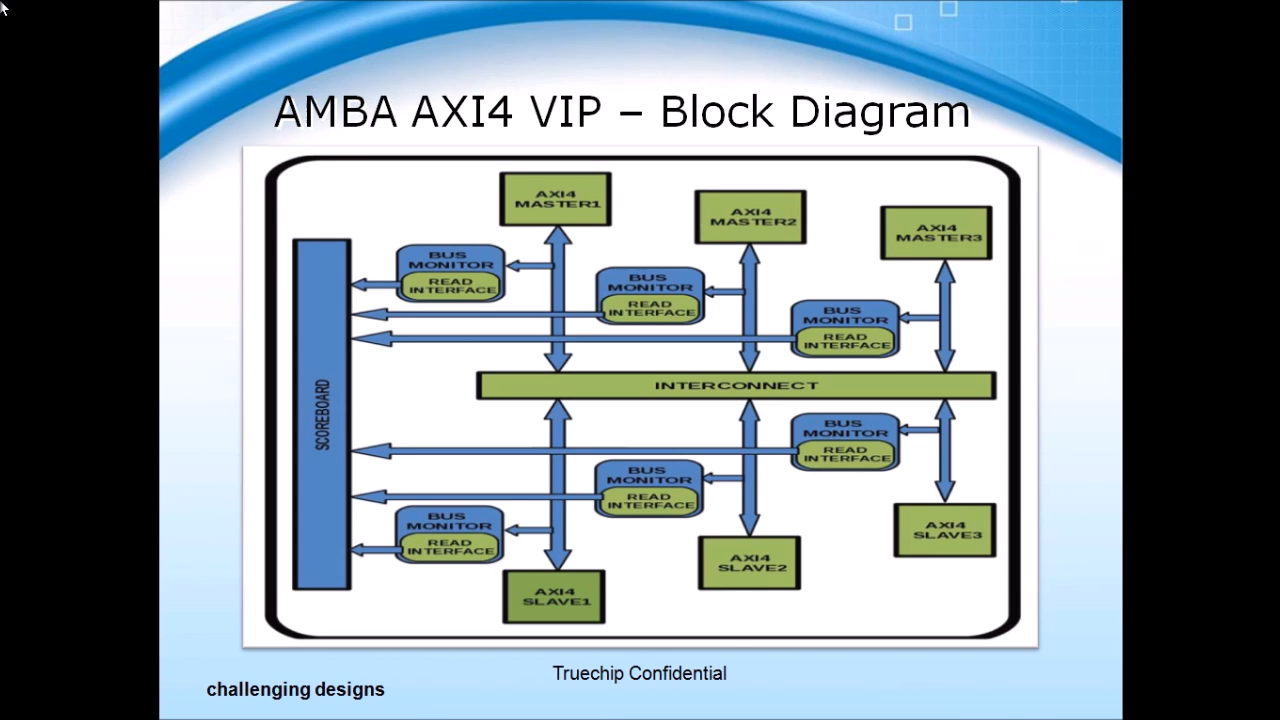 AMBA AXI4 VIP – Block Diagram
AXI4
MASTER1
AXI4
MASTER2
AXI4
MASTER3
BUS
MONITOR
READ
INTERFACE
BUS
MONITOR
READ
INTERFACE
BUS
MONITOR
READ
INTERFACE
SCOREBOARD
INTERCONNECT
BUS
MONITOR
READ
INTERFACE
BUS
MONITOR
READ
INTERFACE
BUS
MONITOR
READ
INTERFACE
AXI4
SLAVE3
AXI4
SLAVE2
AXI4
SLAVE1
Truechip Confidential
challenging designs